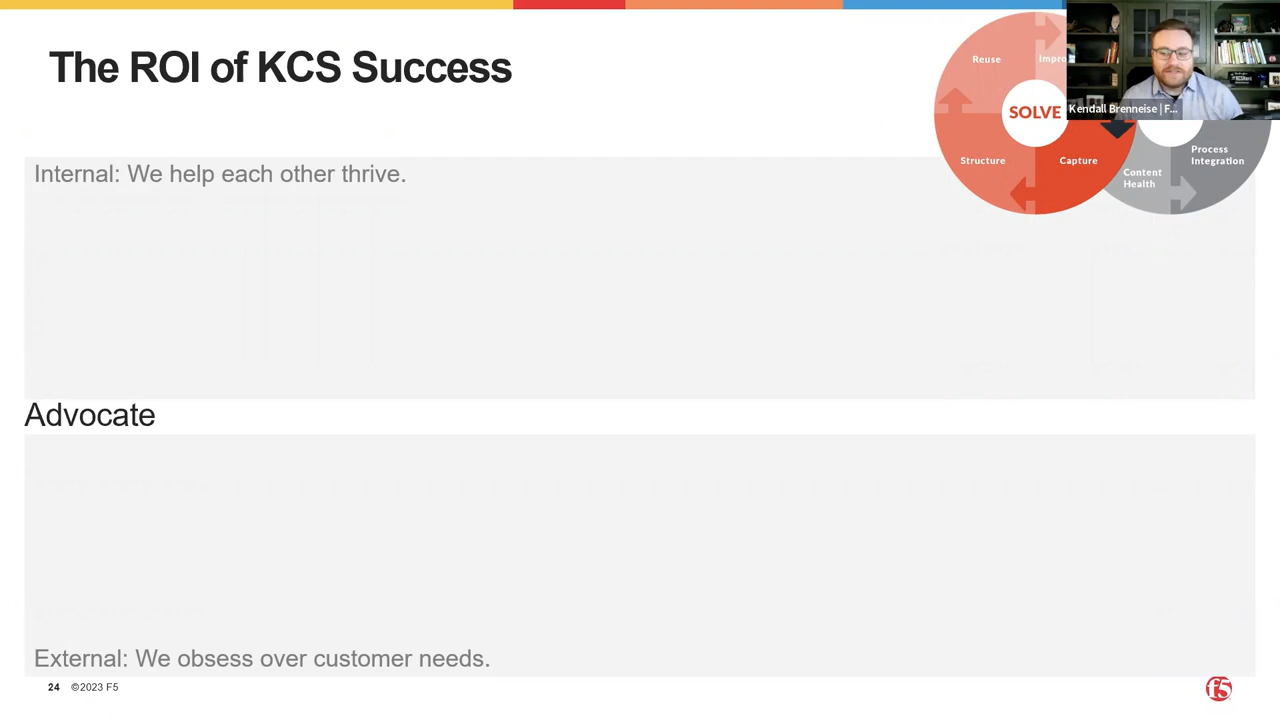 The ROI of KCS Success
Reuse
Impro
SOLVE
Structure
Capture
Kendall Brenneise | F...
Process
Integration
Content
Health
Internal: We help each other thrive.
Advocate
External: We obsess over customer needs.
24 ©2023 F5
f5